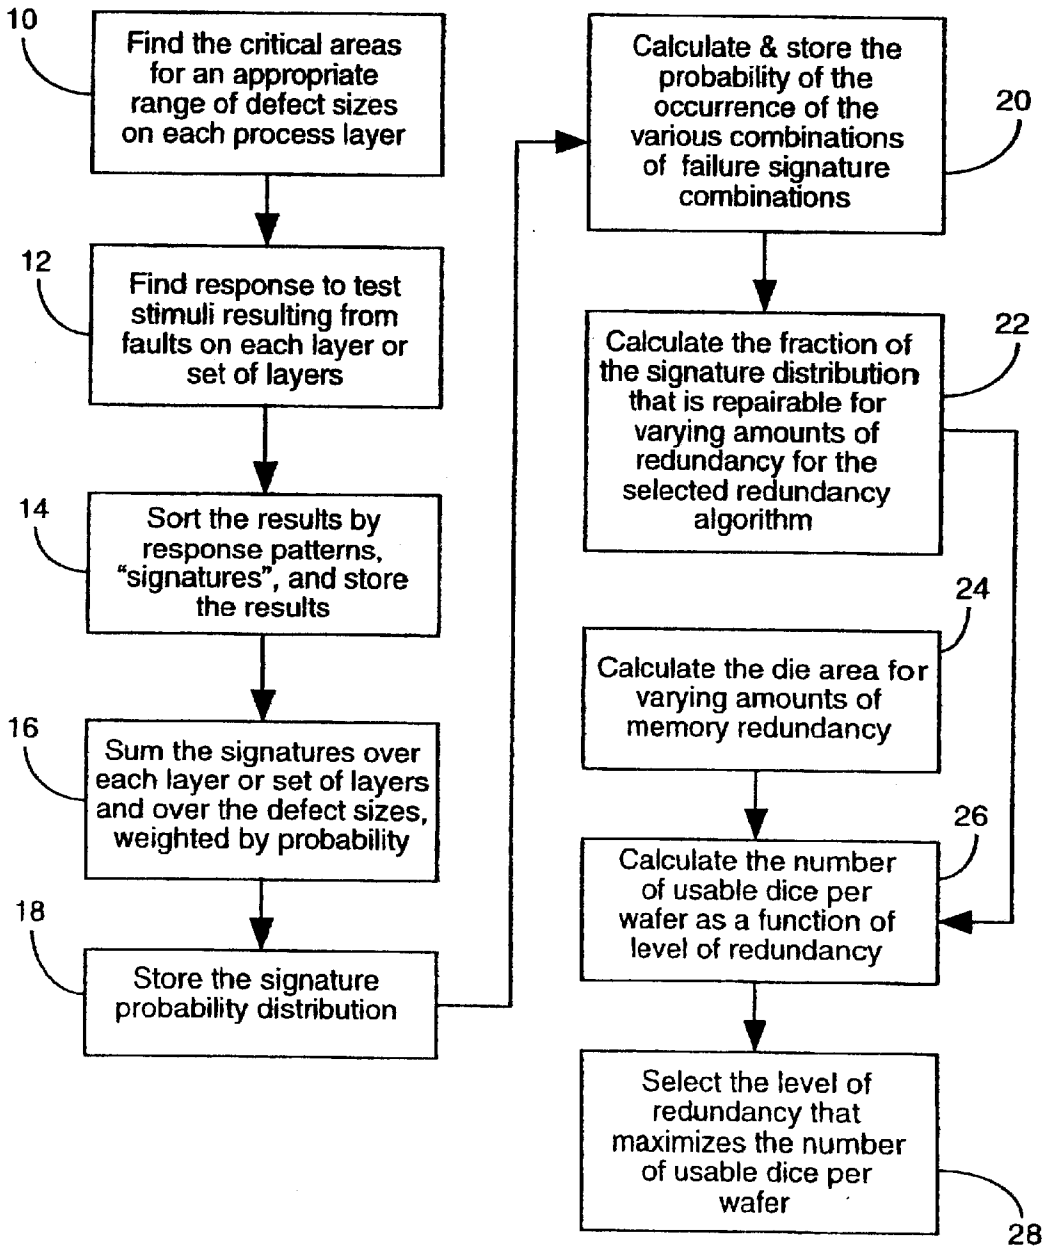 10
Find the critical areas
for an appropriate
range of defect sizes
on each process layer
12
Find response to test
stimuli resulting from
faults on each layer or
set of layers
14
Sort the results by
response patterns,
“signatures”, and store
the results
16
Sum the signatures over
each layer or set of layers
and over the defect sizes,
weighted by probability
18
Store the signature
probability distribution
Calculate & store the
probability of the
occurrence of the
various combinations
of failure signature
combinations
20
Calculate the fraction of
the signature distribution
that is repairable for
varying amounts of
redundancy for the
selected redundancy
algorithm
22
24
Calculate the die area for
varying amounts of
memory redundancy
26
Calculate the number
of usable dice per
wafer as a function of
level of redundancy
Select the level of
redundancy that
maximizes the number
of usable dice per
wafer
28